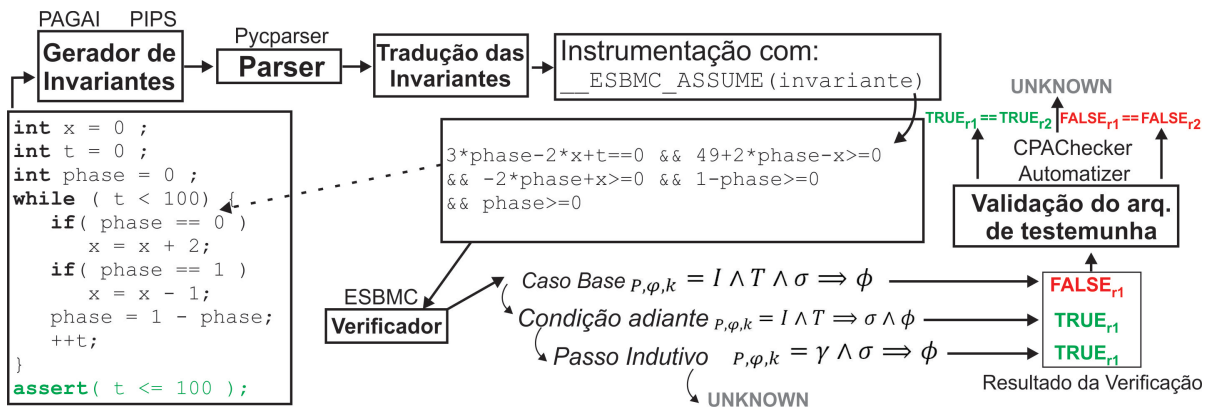 PAGAI PIPS
Gerador de
Invariantes
Pycparser
Parser
Tradução das
Invariantes
Instrumentação com:
__ESBMC_ASSUME(invariante)
int x = 0 ;
int t = 0 ;
int phase = 0 ;
while ( t < 100) {
if( phase == 0 )
x = x + 2;
if( phase == 1 )
x = x - 1;
phase = 1 - phase;
++t;
}
assert( t <= 100 );
3*phase-2*x+t==0 && 49+2*phase-x>=0
&& -2*phase+x>=0 && 1-phase>=0
&& phase>=0
ESBMC
Verificador
Caso Base P,φ,k = I ∧ T ∧ σ ⟹ ϕ
Condição adiante P,φ,k = I ∧ T ⟹ σ ∧ ϕ
Passo Indutivo P,φ,k = γ ∧ σ ⟹ ϕ
UNKNOWN
FALSEr1
TRUEr1
TRUEr1
Resultado da Verificação
Validação do arq.
de testemunha
CPAChecker
Automatizer
TRUEr1==TRUEr2 FALSEr1==FALSEr2
UNKNOWN